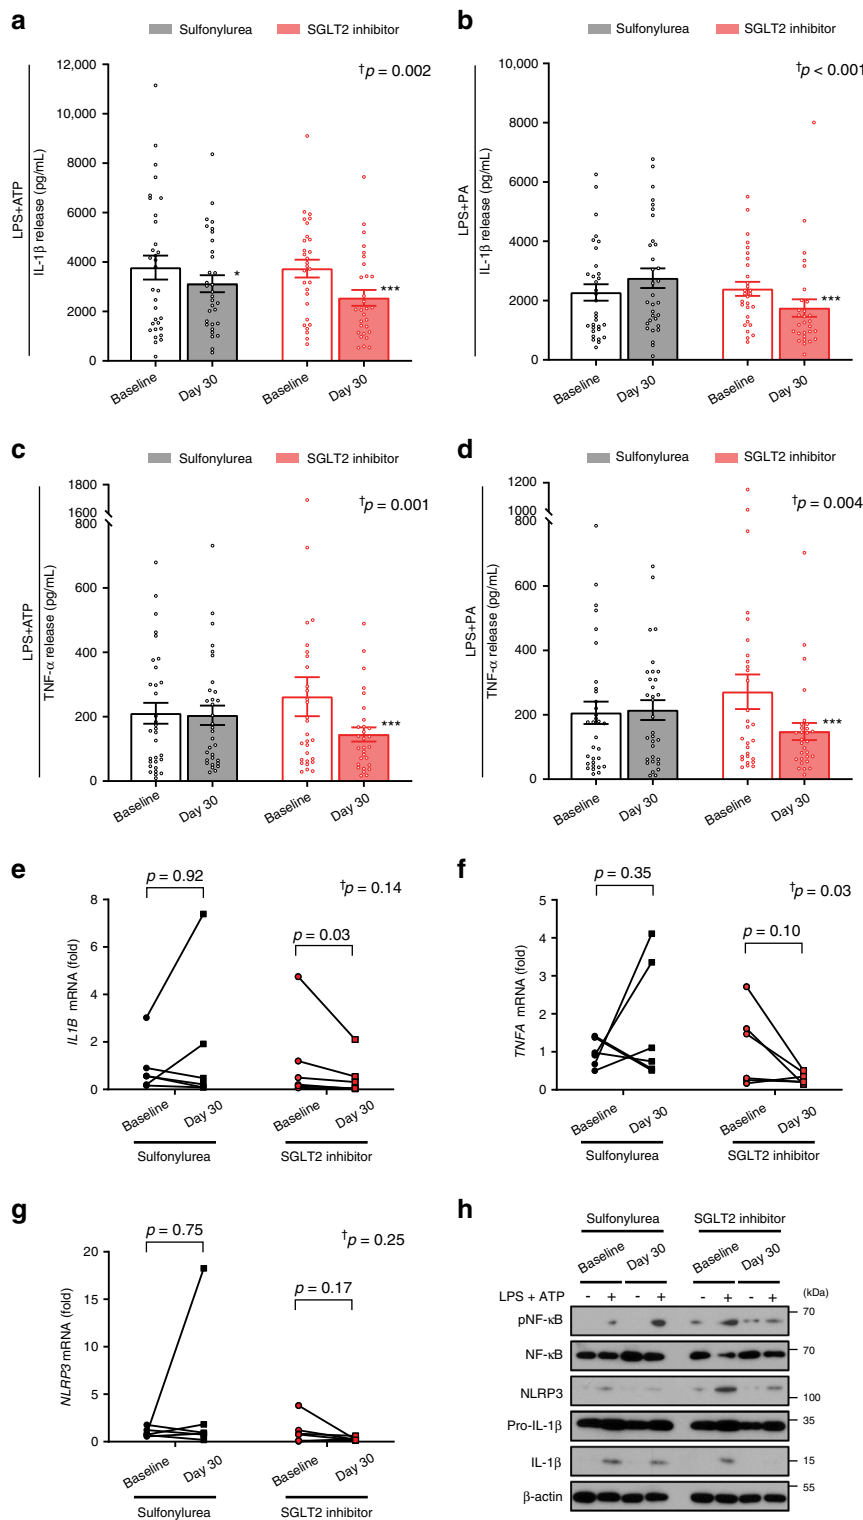 a
Sulfonylurea SGLT2 inhibitor
†p = 0.002
LPS+ATP
IL-1β release (pg/mL)
12,000
10,000
8000
6000
4000
2000
0
*
***
Baseline Day 30 Baseline Day 30
b
Sulfonylurea SGLT2 inhibitor
†p < 0.001
LPS+PA
IL-1β release (pg/mL)
10,000
8000
6000
4000
2000
0
***
Baseline Day 30 Baseline Day 30
c
Sulfonylurea SGLT2 inhibitor
†p = 0.001
LPS+ATP
TNF-α release (pg/mL)
1800
1600
800
600
400
200
0
***
Baseline Day 30 Baseline Day 30
d
Sulfonylurea SGLT2 inhibitor
†p = 0.004
LPS+PA
TNF-α release (pg/mL)
1200
1000
800
600
400
200
0
***
Baseline Day 30 Baseline Day 30
e
p = 0.92
†p = 0.14
p = 0.03
IL1B mRNA (fold)
8
6
4
2
0
Baseline Day 30 Baseline Day 30
Sulfonylurea SGLT2 inhibitor
f
p = 0.35
†p = 0.03
p = 0.10
TNFA mRNA (fold)
5
4
3
2
1
0
Baseline Day 30 Baseline Day 30
Sulfonylurea SGLT2 inhibitor
g
p = 0.75
†p = 0.25
p = 0.17
NLRP3 mRNA (fold)
20
15
10
5
0
Baseline Day 30 Baseline Day 30
Sulfonylurea SGLT2 inhibitor
h
Sulfonylurea SGLT2 inhibitor
Baseline Day 30 Baseline Day 30
LPS + ATP - + - + - + - + (kDa)
pNF-κB 70
NF-κB 70
NLRP3 100
Pro-IL-1β 35
IL-1β 15
β-actin 55